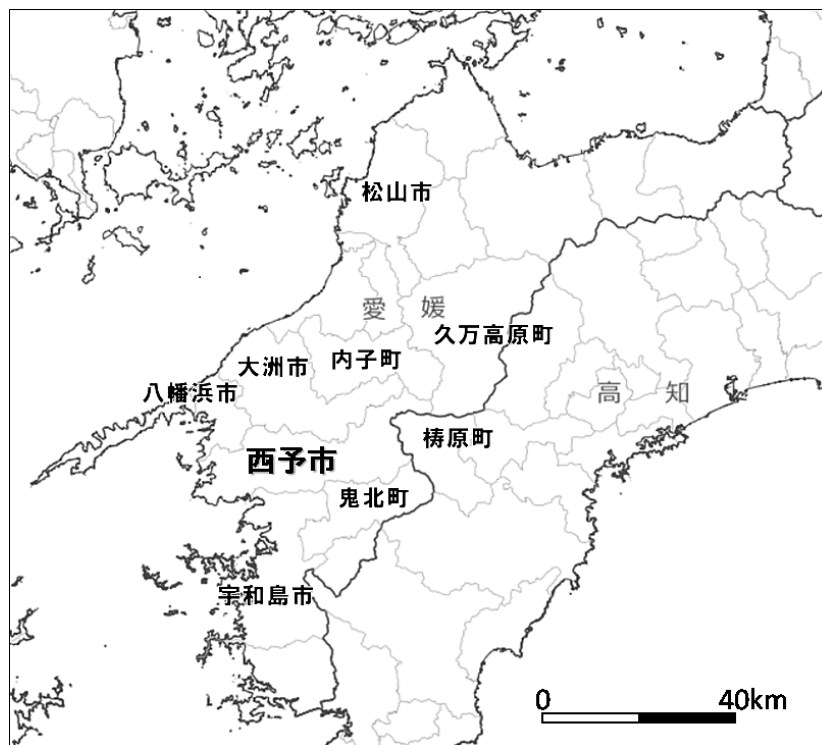 松山市
愛媛
久万高原町
大洲市
内子町
八幡浜市
高知
梼原町
西予市
鬼北町
宇和島市
0 40km